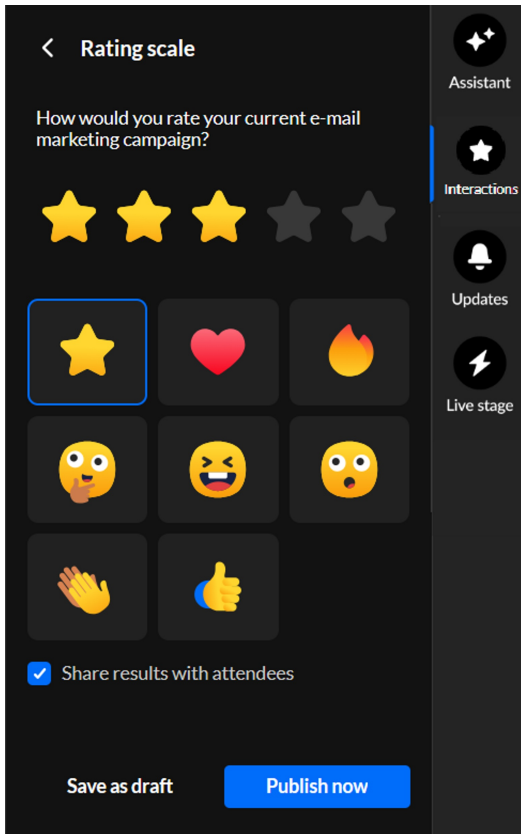 Rating scale
How would you rate your current e-mail
marketing campaign?
Share results with attendees
Save as draft
Publish now
Assistant
Interactions
Updates
Live stage